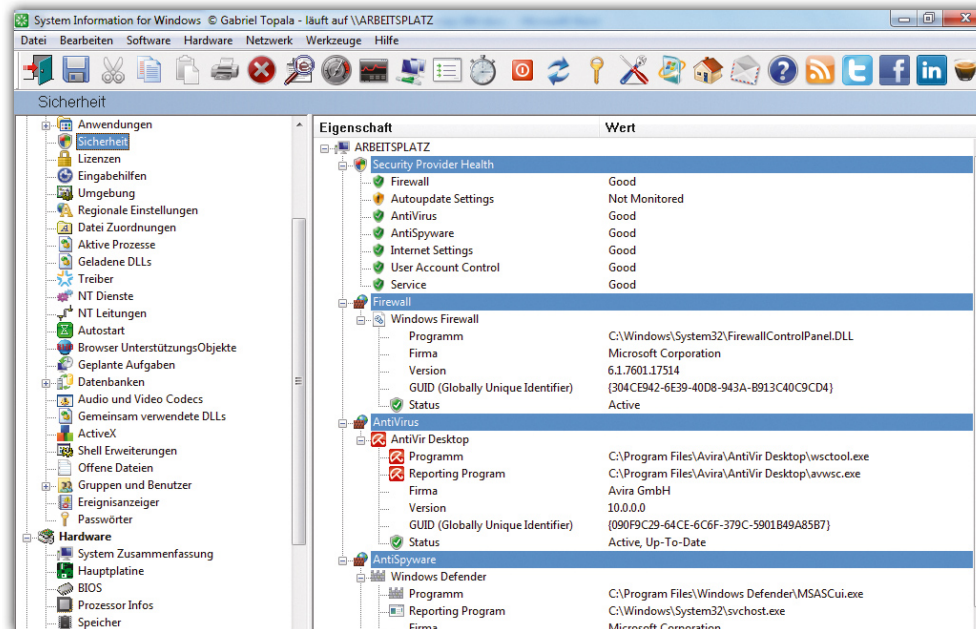 System Information for Windows © Gabriel Topala - läuft auf \\ARBEITSPLATZ
Datei Bearbeiten Software Hardware Netzwerk Werkzeuge Hilfe
Sicherheit
Anwendungen
Sicherheit
Lizenzen
Eingabehilfen
Umgebung
Regionale Einstellungen
Datei Zuordnungen
Aktive Prozesse
Geladene DLLs
Treiber
NT Dienste
NT Leitungen
Autostart
Browser UnterstützungsObjekte
Geplante Aufgaben
Datenbanken
Audio und Video Codecs
Gemeinsam verwendete DLLs
ActiveX
Shell Erweiterungen
Offene Dateien
Gruppen und Benutzer
Ereignisanzeiger
Passwörter
Hardware
System Zusammenfassung
Hauptplatine
BIOS
Prozessor Infos
Speicher
Eigenschaft Wert
ARBEITSPLATZ
Security Provider Health
Firewall Good
Autoupdate Settings Not Monitored
AntiVirus Good
AntiSpyware Good
Internet Settings Good
User Account Control Good
Service Good
Firewall
Windows Firewall
Programm C:\Windows\System32\FirewallControlPanel.DLL
Firma Microsoft Corporation
Version 6.1.7601.17514
GUID (Globally Unique Identifier) {304CE942-6E39-40D8-943A-B913C40C9CD4}
Status Active
AntiVirus
AntiVir Desktop
Programm C:\Program Files\Avira\AntiVir Desktop\wsctool.exe
Reporting Program C:\Program Files\Avira\AntiVir Desktop\avwsc.exe
Firma Avira GmbH
Version 10.0.0.0
GUID (Globally Unique Identifier) {090F9C29-64CE-6C6F-379C-5901B49A85B7}
Status Active, Up-To-Date
AntiSpyware
Windows Defender
Programm C:\Program Files\Windows Defender\MSASCui.exe
Reporting Program C:\Windows\System32\svchost.exe
Firma Microsoft Corporation